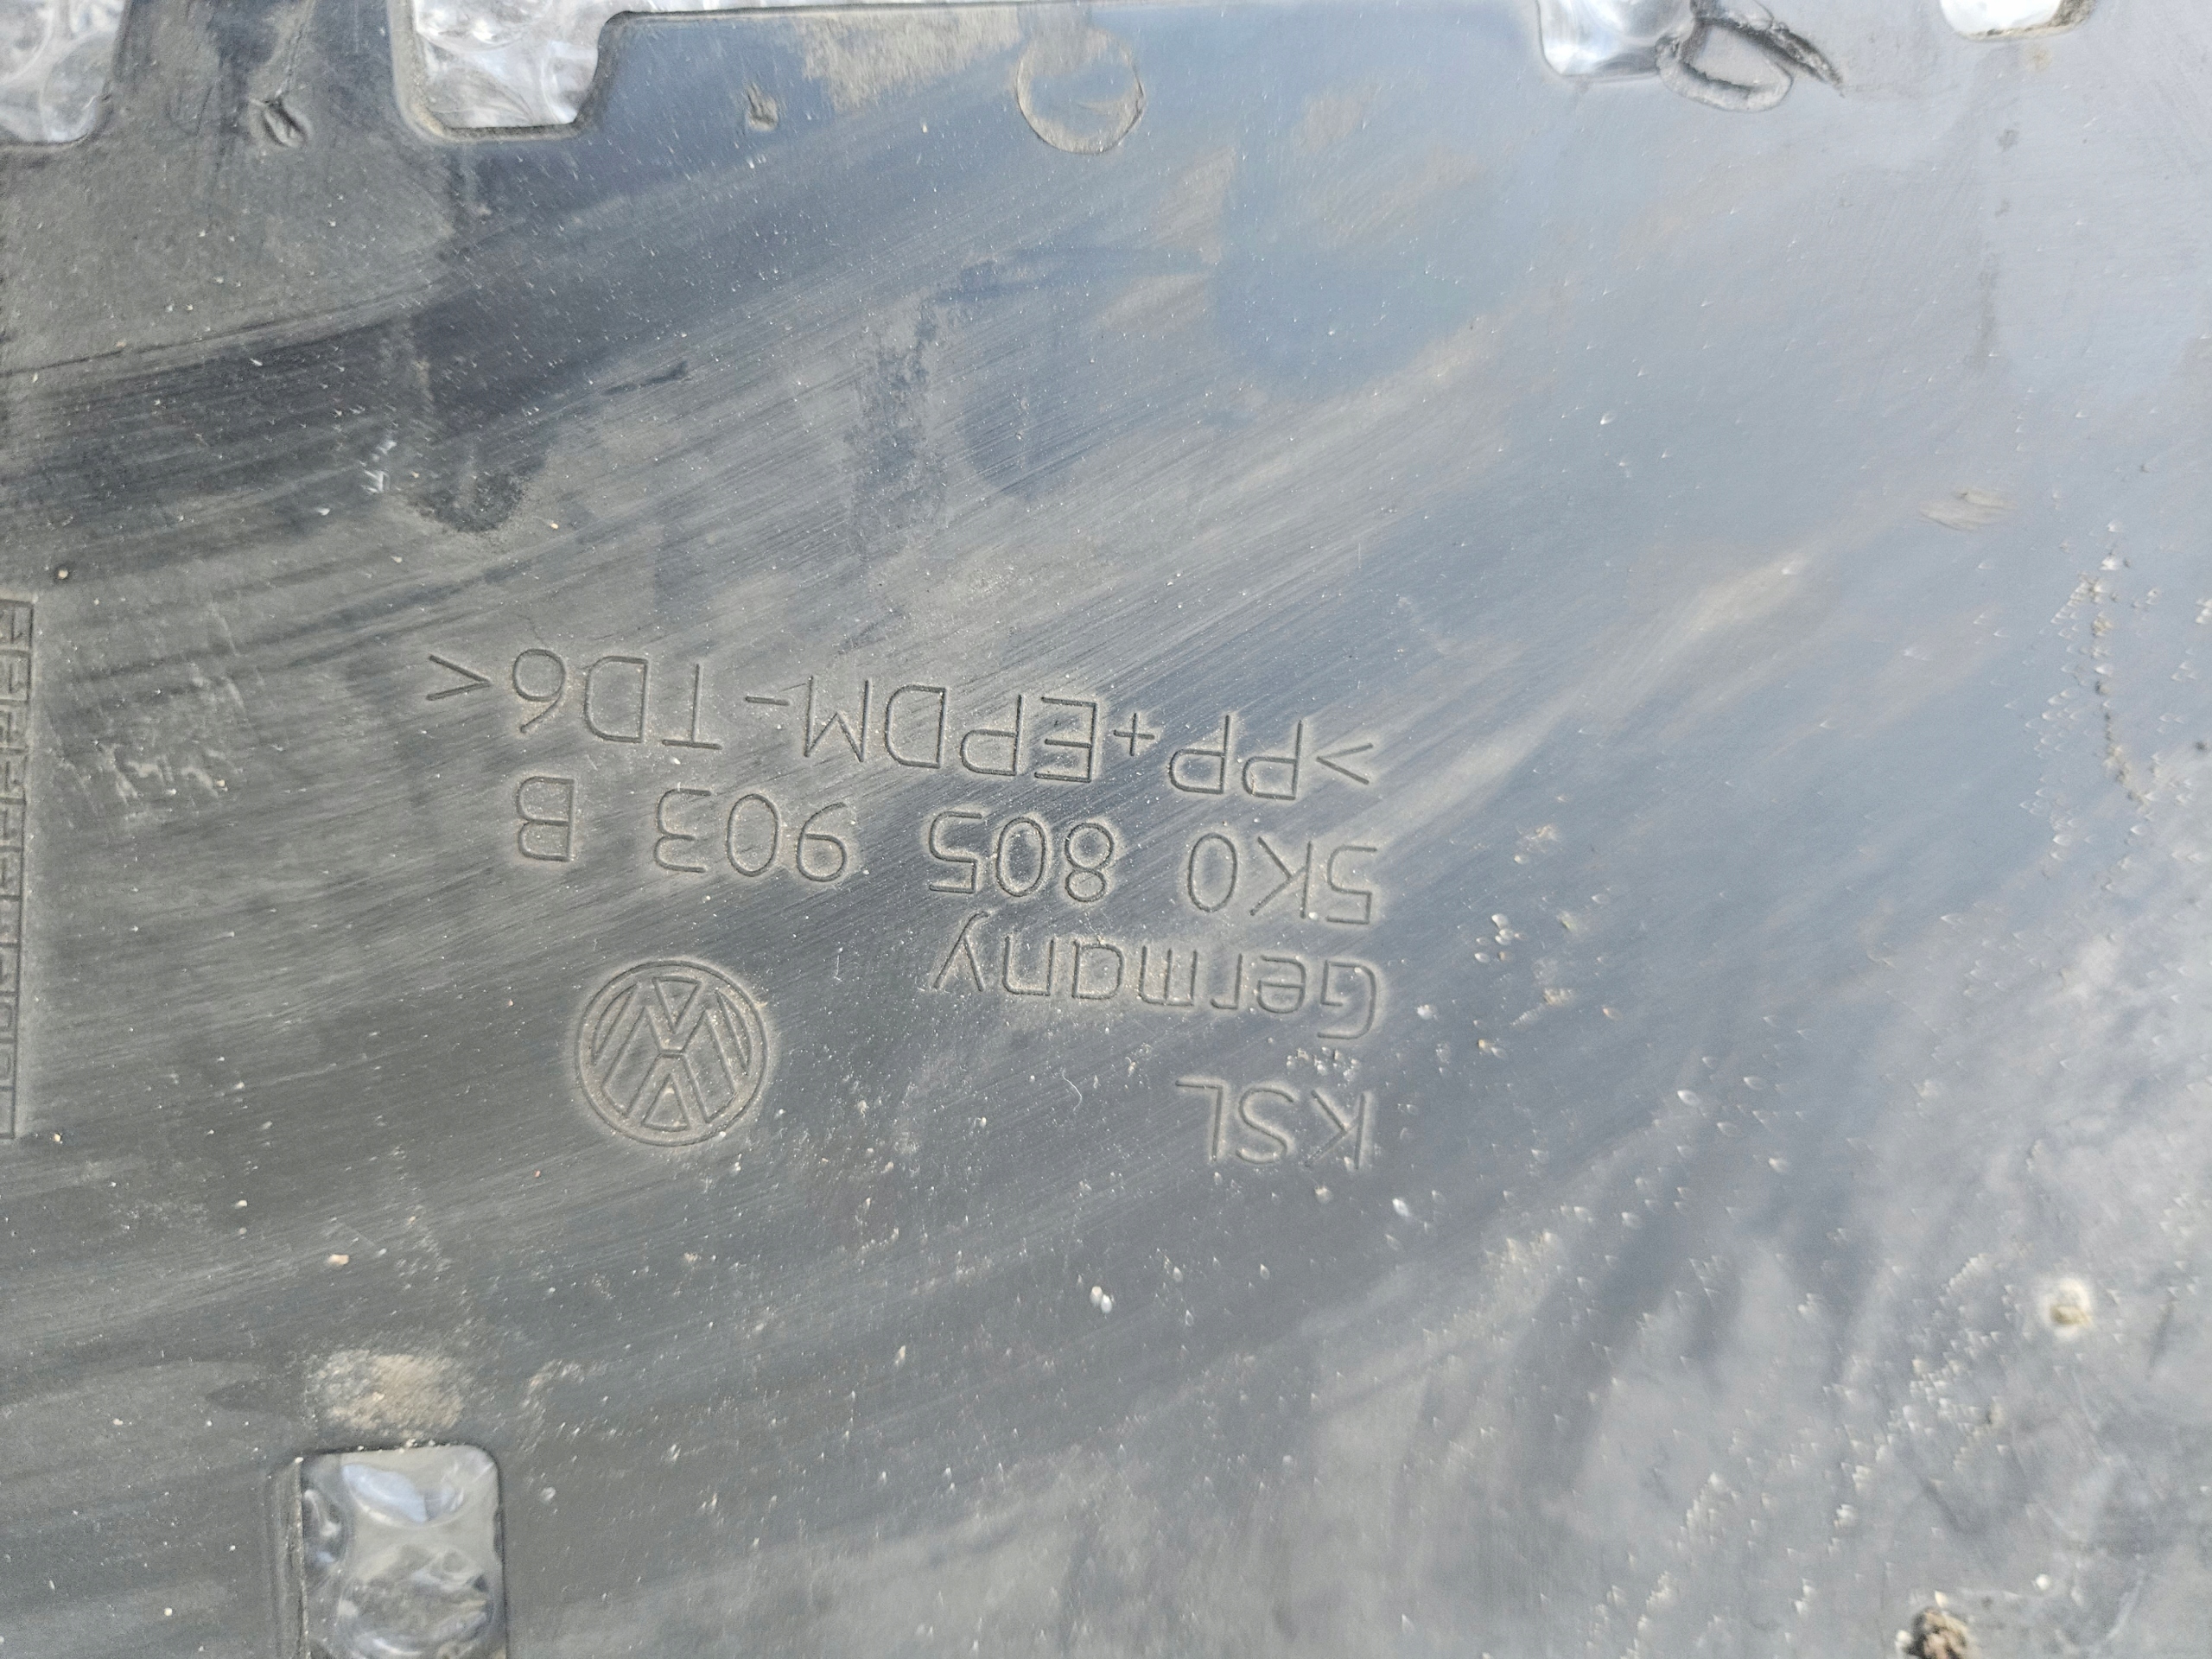 KSL
Germany
5K0 805 903 B
>PP+EPDM-TD6<